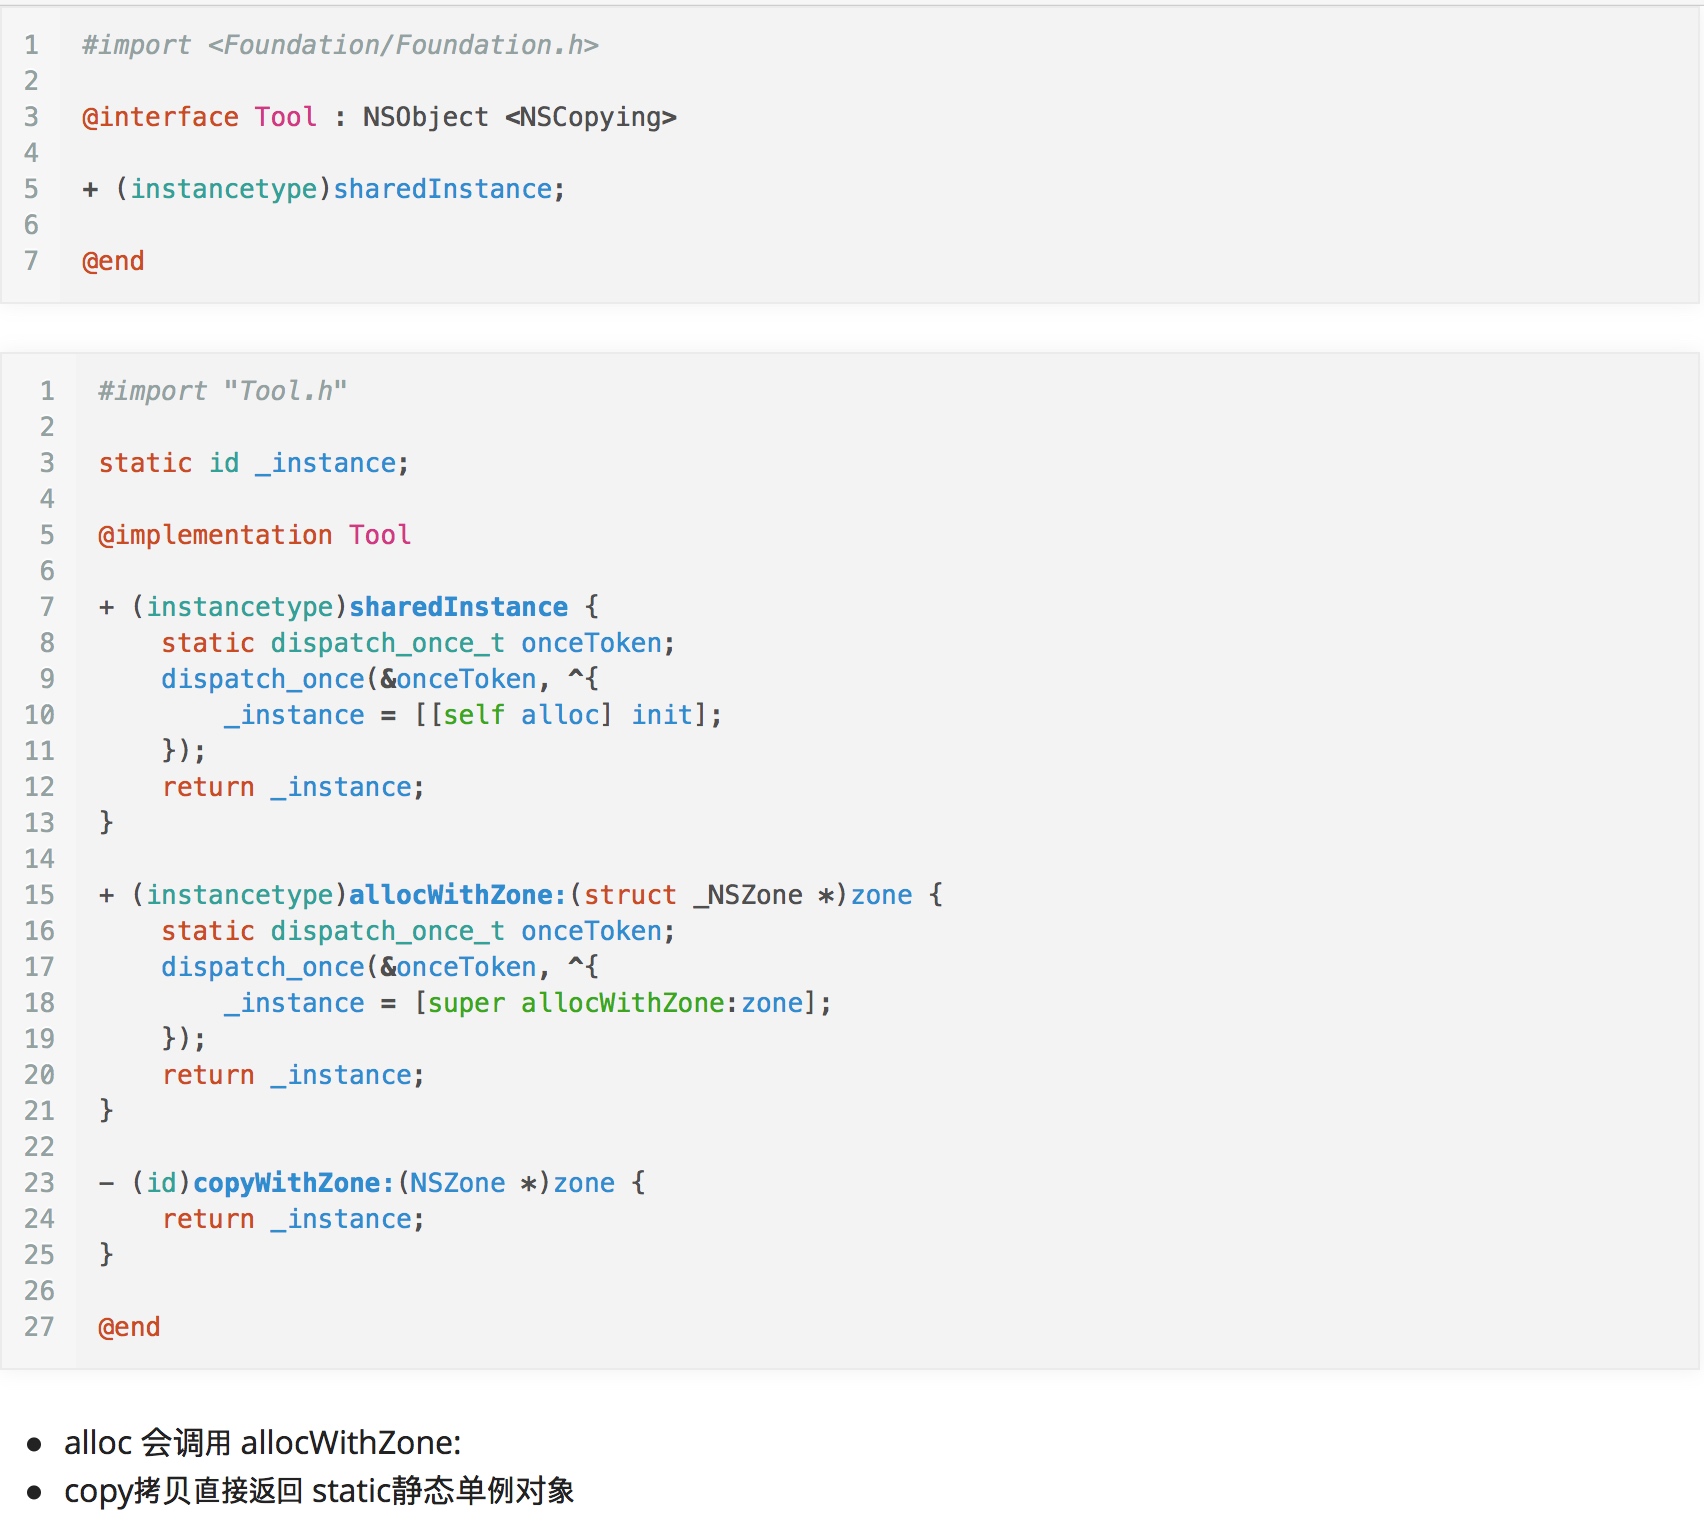 1 #import <Foundation/Foundation.h>
2
3 @interface Tool : NSObject <NSCopying>
4
5 + (instancetype)sharedInstance;
6
7 @end
1 #import "Tool.h"
2
3 static id _instance;
4
5 @implementation Tool
6
7 + (instancetype)sharedInstance {
8     static dispatch_once_t onceToken;
9     dispatch_once(&onceToken, ^{
10         _instance = [[self alloc] init];
11     });
12     return _instance;
13 }
14
15 + (instancetype)allocWithZone:(struct _NSZone *)zone {
16     static dispatch_once_t onceToken;
17     dispatch_once(&onceToken, ^{
18         _instance = [super allocWithZone:zone];
19     });
20     return _instance;
21 }
22
23 − (id)copyWithZone:(NSZone *)zone {
24     return _instance;
25 }
26
27 @end
● alloc 会调用 allocWithZone:
● copy拷贝直接返回 static静态单例对象